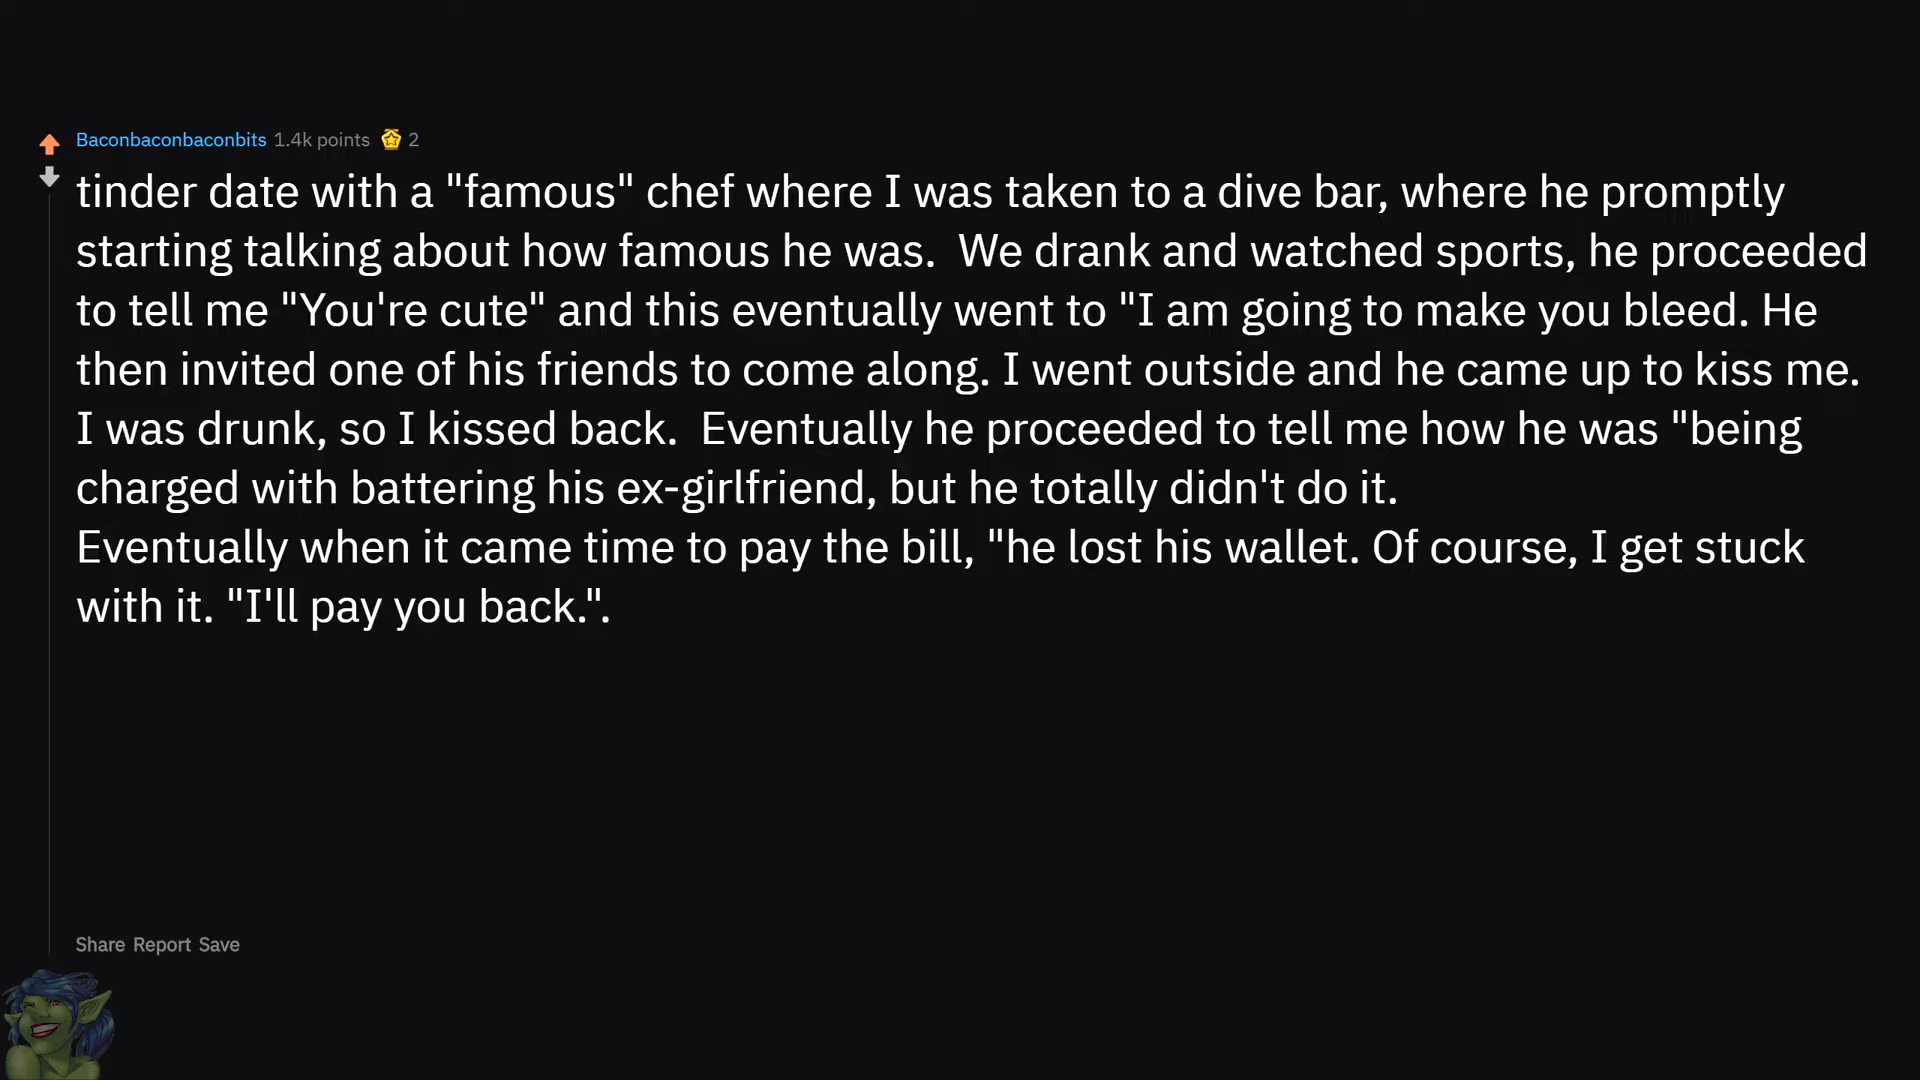 Baconbaconbaconbits 1.4k points 2
tinder date with a "famous" chef where I was taken to a dive bar, where he promptly
starting talking about how famous he was.  We drank and watched sports, he proceeded
to tell me "You're cute" and this eventually went to "I am going to make you bleed. He
then invited one of his friends to come along. I went outside and he came up to kiss me.
I was drunk, so I kissed back.  Eventually he proceeded to tell me how he was "being
charged with battering his ex-girlfriend, but he totally didn't do it.
Eventually when it came time to pay the bill, "he lost his wallet. Of course, I get stuck
with it. "I'll pay you back.".
Share Report Save